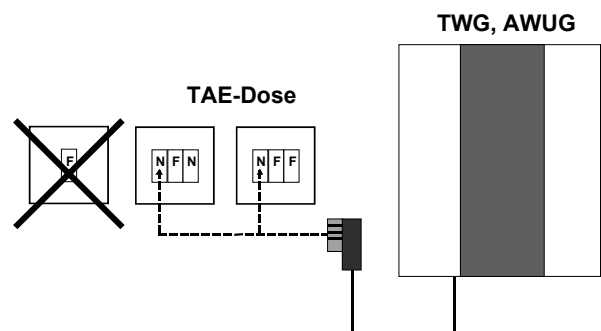 TWG, AWUG
TAE-Dose
F
N F N
N F F